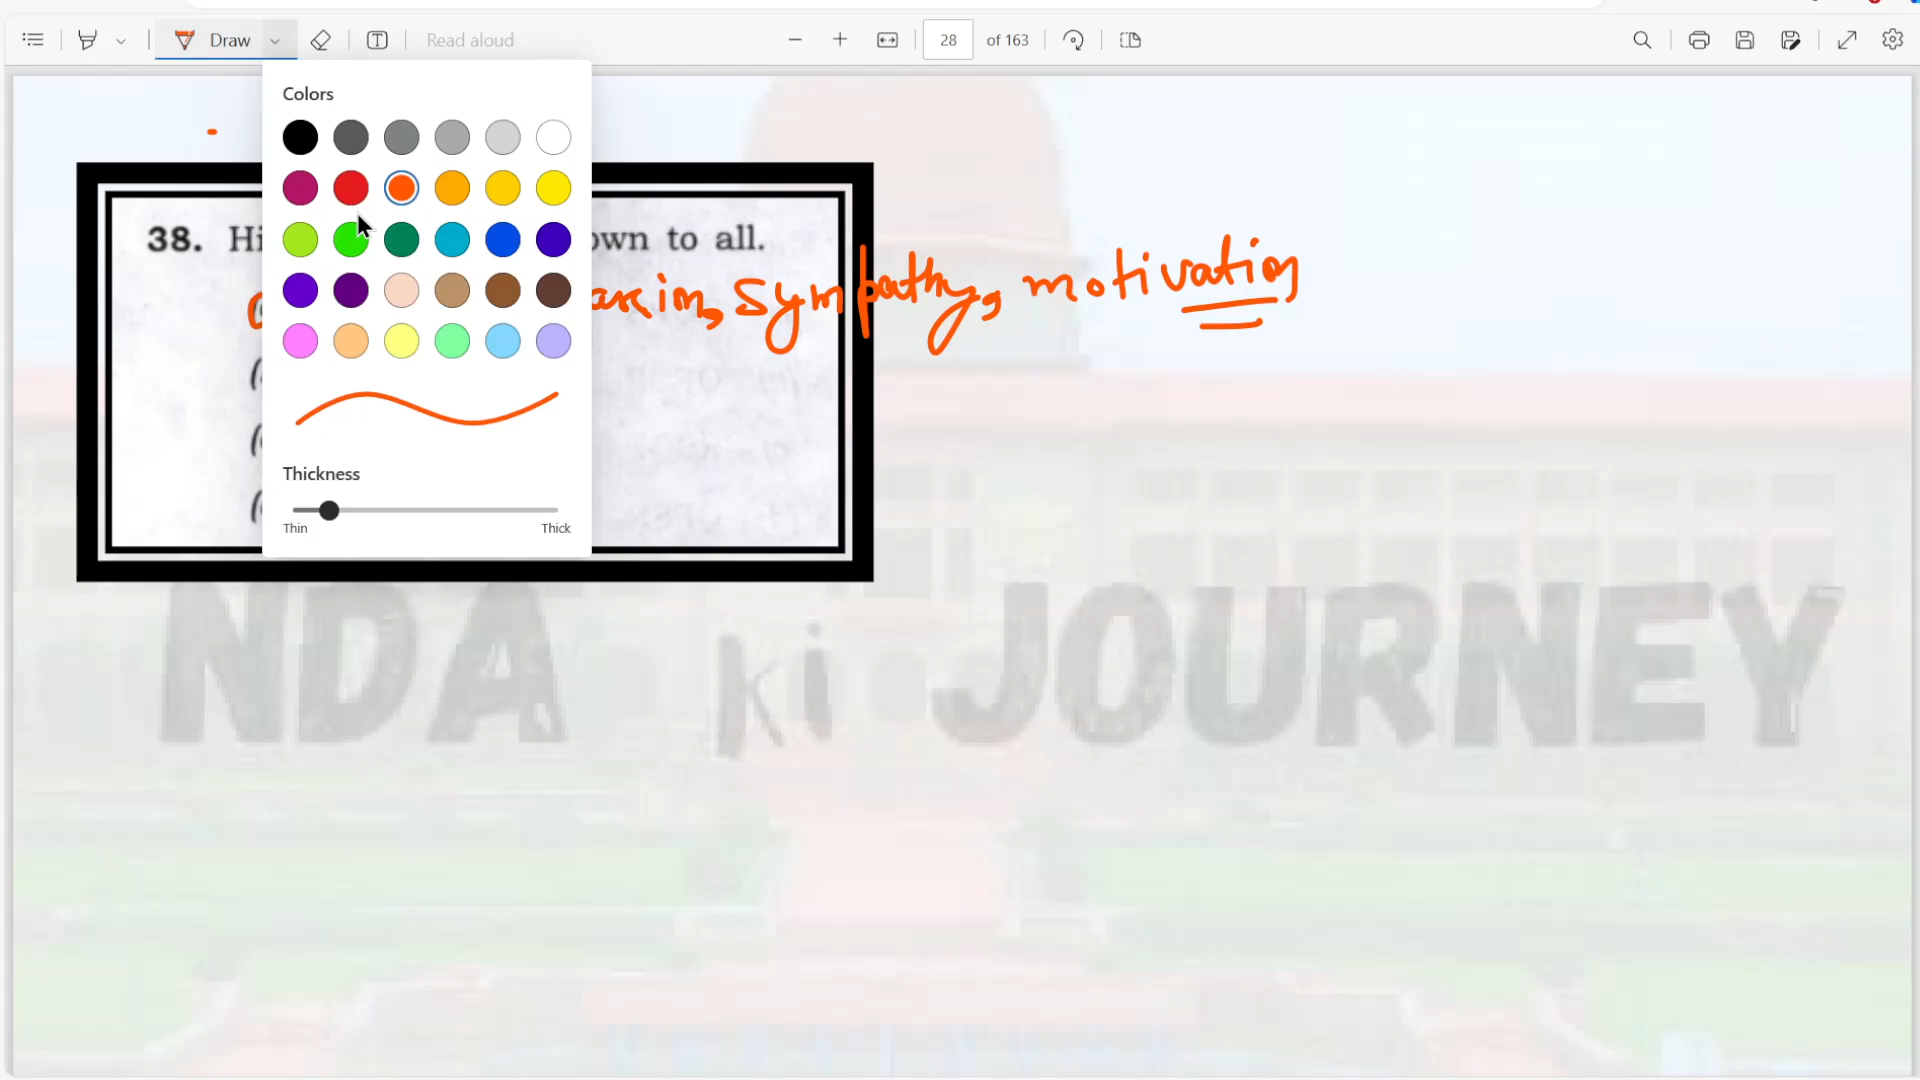 Draw
Read aloud
28 of 163
Colors
38. Hi own to all.
sympathy, motivation
Thickness
Thin Thick
NDA ki JOURNEY